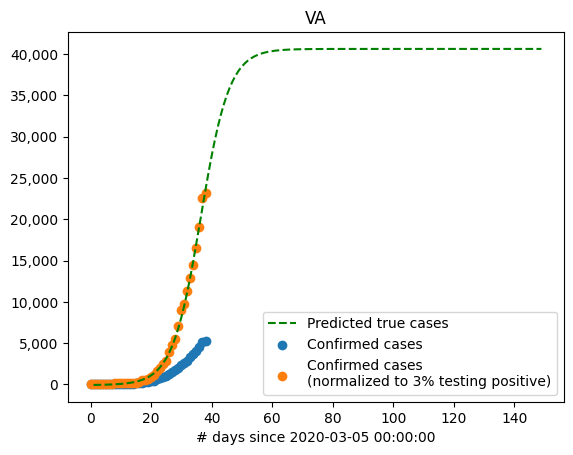 VA
40,000
35,000
30,000
25,000
20,000
15,000
10,000
5,000
0
0 20 40 60 80 100 120 140
# days since 2020-03-05 00:00:00
Predicted true cases
Confirmed cases
Confirmed cases
(normalized to 3% testing positive)